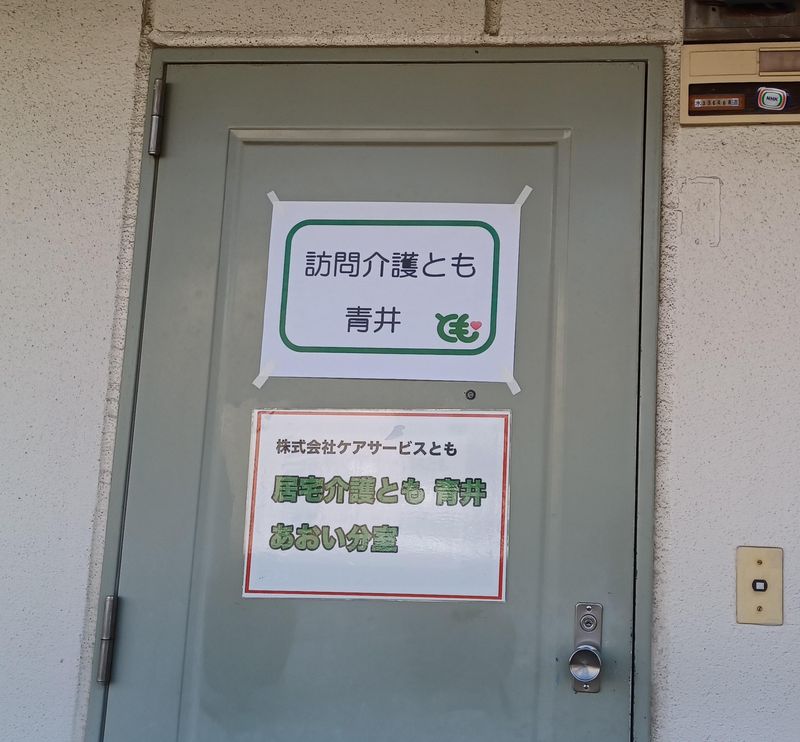 NHK
訪問介護とも
青井
とも
株式会社ケアサービスとも
居宅介護とも 青井
あおい分室